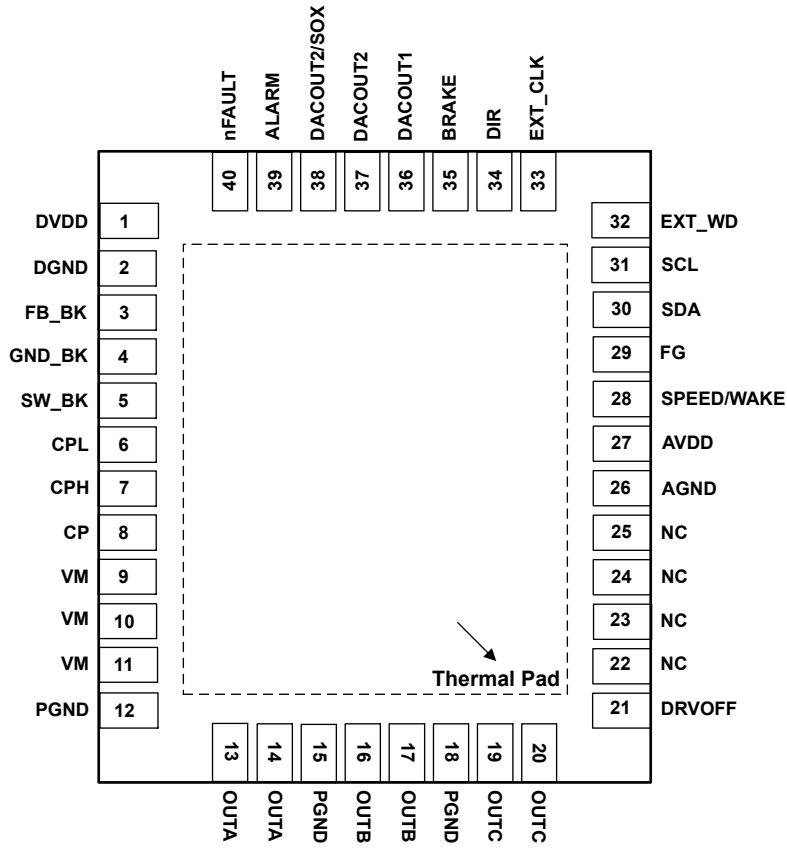 nFAULT
ALARM
DACOUT2/SOX
DACOUT2
DACOUT1
BRAKE
DIR
EXT_CLK
40
39
38
37
36
35
34
33
DVDD 1
DGND 2
FB_BK 3
GND_BK 4
SW_BK 5
CPL 6
CPH 7
CP 8
VM 9
VM 10
VM 11
PGND 12
32 EXT_WD
31 SCL
30 SDA
29 FG
28 SPEED/WAKE
27 AVDD
26 AGND
25 NC
24 NC
23 NC
22 NC
21 DRVOFF
Thermal Pad
13
14
15
16
17
18
19
20
OUTA
OUTA
PGND
OUTB
OUTB
PGND
OUTC
OUTC